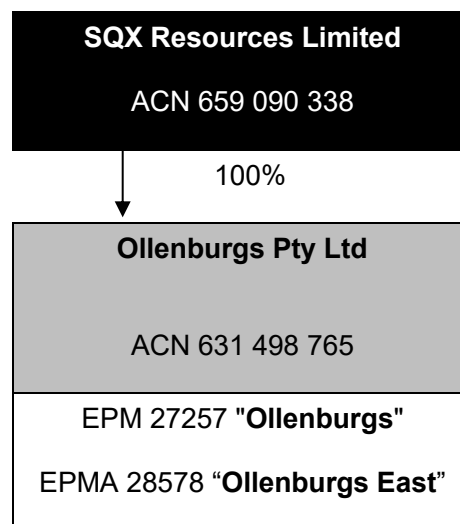 SQX Resources Limited
ACN 659 090 338
100%
Ollenburgs Pty Ltd
ACN 631 498 765
EPM 27257 "Ollenburgs"
EPMA 28578 “Ollenburgs East”